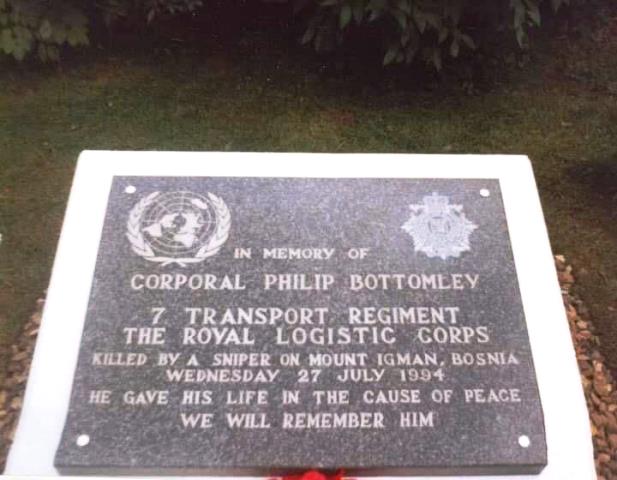 IN MEMORY OF
CORPORAL PHILIP BOTTOMLEY
7 TRANSPORT REGIMENT
THE ROYAL LOGISTIC CORPS
KILLED BY A SNIPER ON MOUNT IGMAN, BOSNIA
WEDNESDAY 27 JULY 1994
HE GAVE HIS LIFE IN THE CAUSE OF PEACE
WE WILL REMEMBER HIM